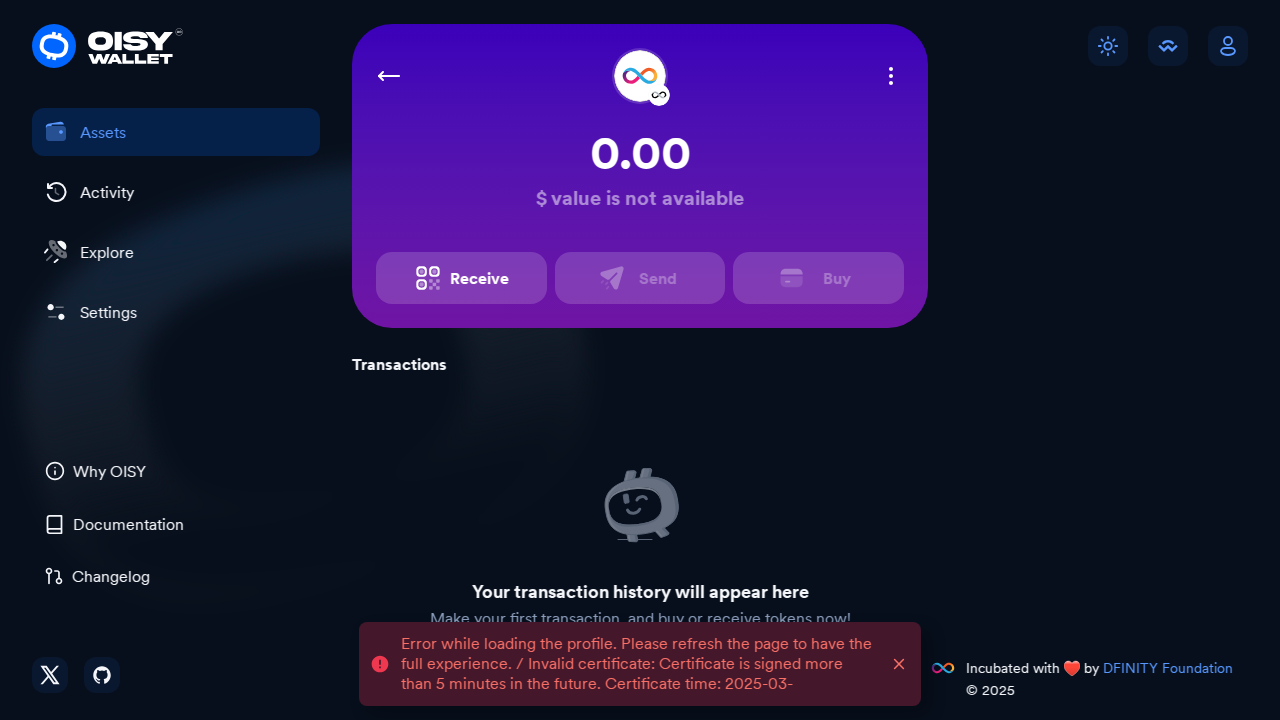 OISY
WALLET
Assets
Activity
Explore
Settings
Why OISY
Documentation
Changelog
0.00
$ value is not available
Receive
Send
Buy
Transactions
Your transaction history will appear here
Make your first transaction, and buy or receive tokens now!
Error while loading the profile. Please refresh the page to have the
full experience. / Invalid certificate: Certificate is signed more
than 5 minutes in the future. Certificate time: 2025-03-
Incubated with ❤️ by DFINITY Foundation
© 2025